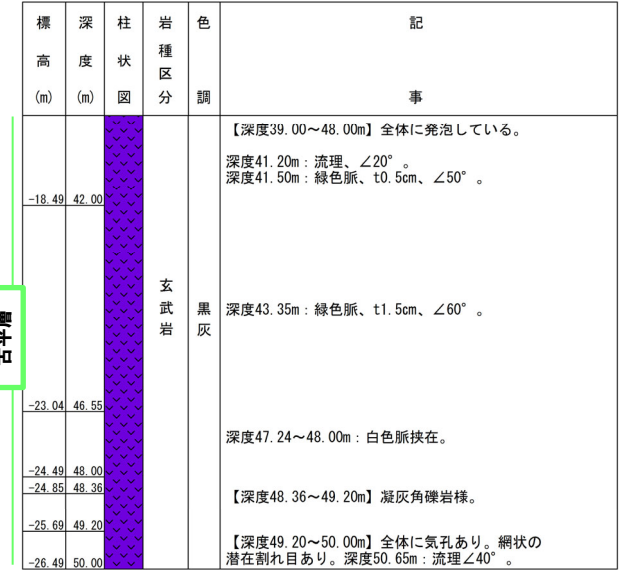 標高(m) 深度(m) 柱状図 岩種区分 色調 記事
【深度39.00～48.00m】全体に発泡している。
深度41.20m：流理、∠20°。
深度41.50m：緑色脈、t0.5cm、∠50°。
-18.49 42.00
玄武岩
黒灰
深度43.35m：緑色脈、t1.5cm、∠60°。
-23.04 46.55
深度47.24～48.00m：白色脈挟在。
-24.49 48.00
-24.85 48.36
【深度48.36～49.20m】凝灰角礫岩様。
-25.69 49.20
【深度49.20～50.00m】全体に気孔あり。網状の
潜在割れ目あり。深度50.65m：流理∠40°。
-26.49 50.00